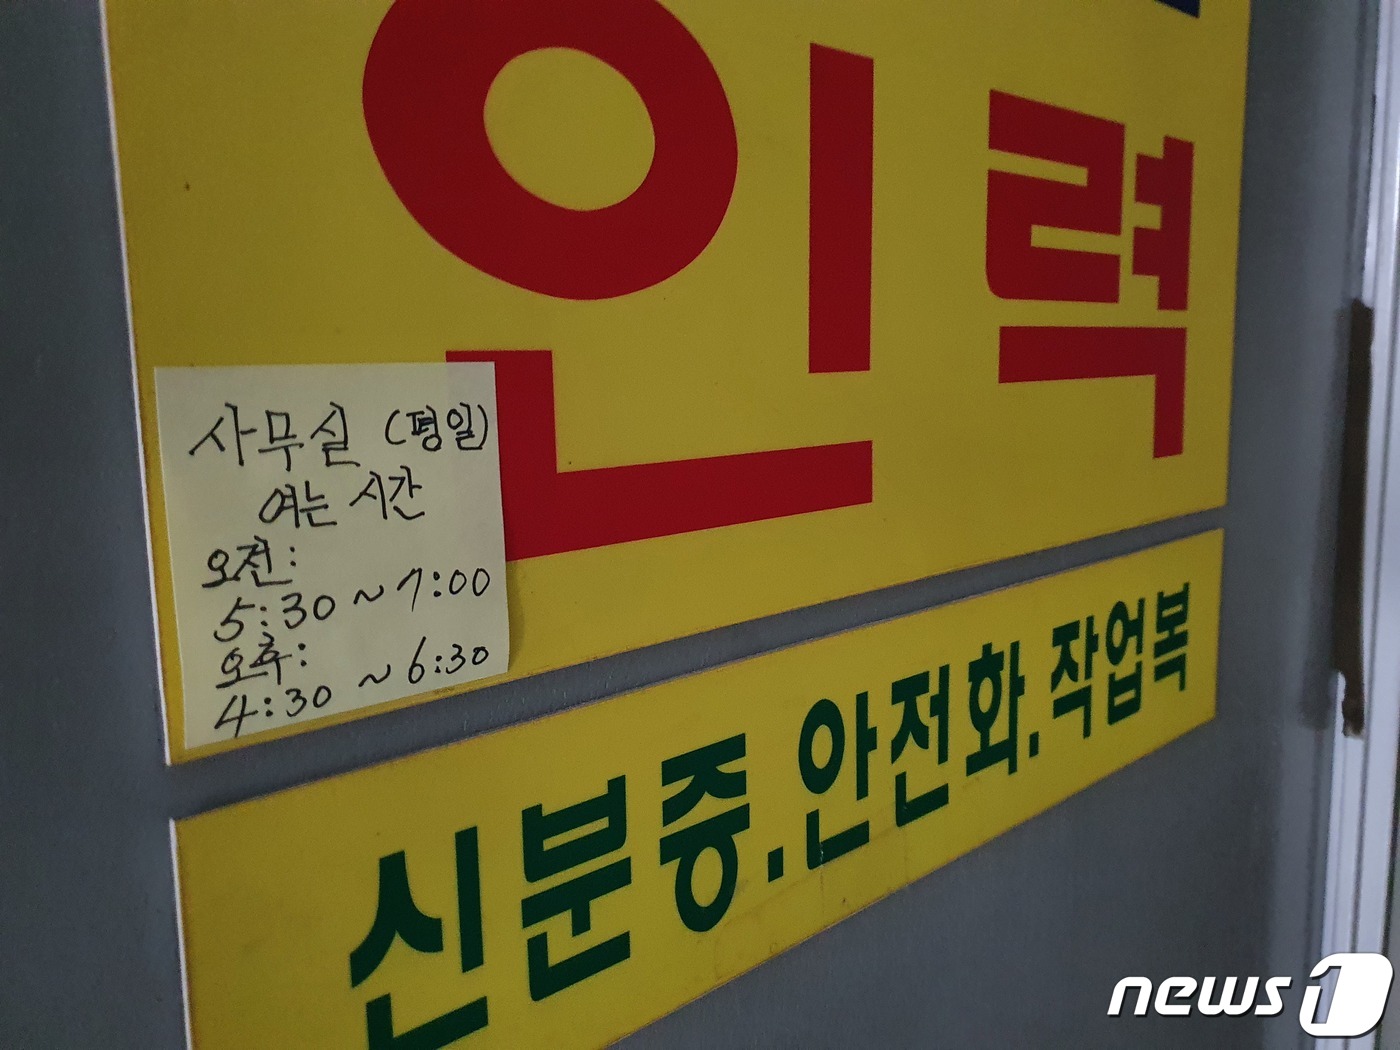 인력
사무실 (평일)
여는 시간
오전:
5:30 ~ 7:00
오후:
4:30 ~ 6:30
신분증.안전화.작업복
news1